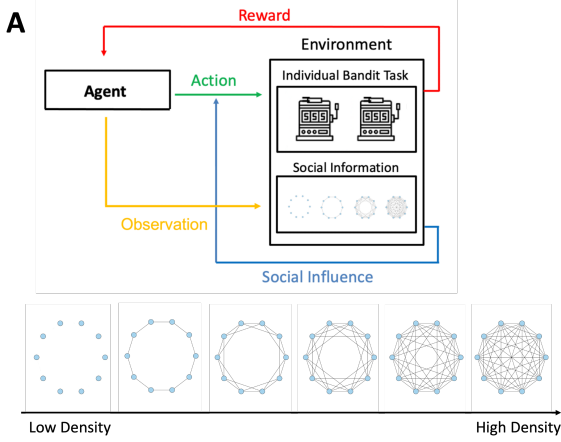 A
Reward
Environment
Agent
Action
Individual Bandit Task
555
555
Social Information
Observation
Social Influence
Low Density
High Density